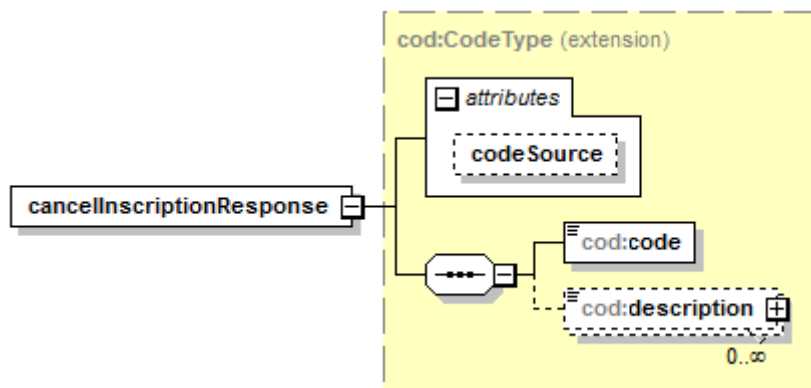 cod:CodeType (extension)
attributes
codeSource
cancelInscriptionResponse
cod:code
cod:description
0..∞